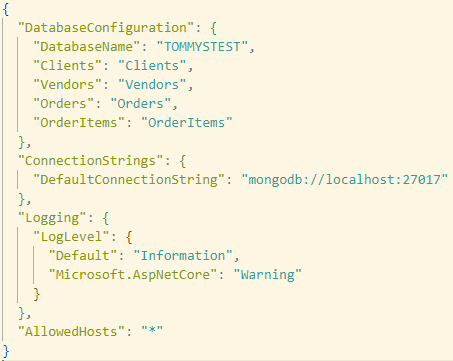 {
  "DatabaseConfiguration": {
    "DatabaseName": "TOMMYSTEST",
    "Clients": "Clients",
    "Vendors": "Vendors",
    "Orders": "Orders",
    "OrderItems": "OrderItems"
  },
  "ConnectionStrings": {
    "DefaultConnectionString": "mongodb://localhost:27017"
  },
  "Logging": {
    "LogLevel": {
      "Default": "Information",
      "Microsoft.AspNetCore": "Warning"
    }
  },
  "AllowedHosts": "*"
}